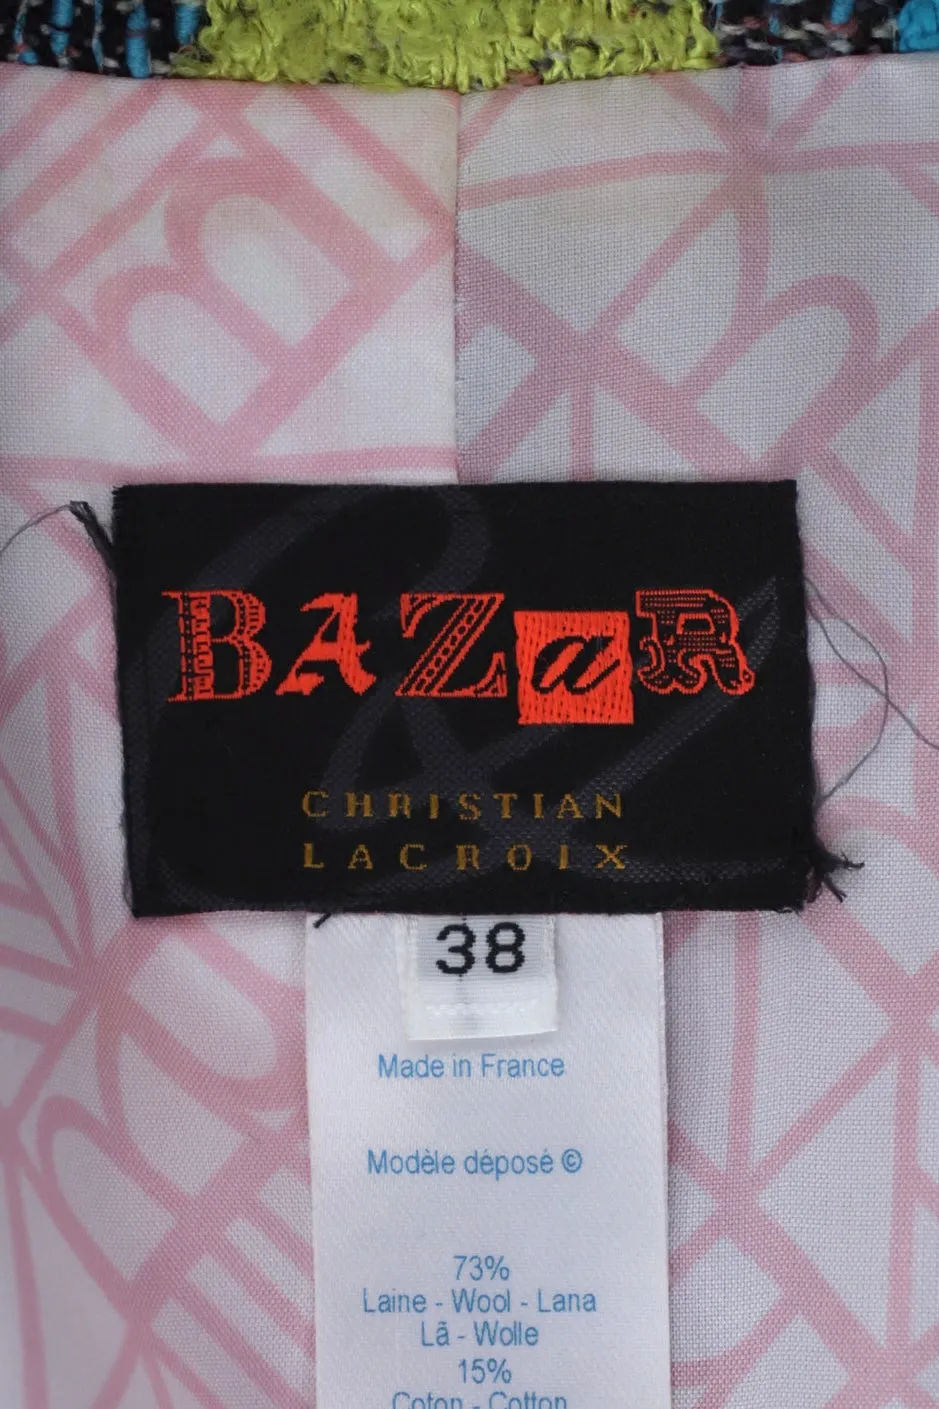 BAZaR
CHRISTIAN
LACROIX
38
Made in France
Modèle déposé ©
73%
Laine - Wool - Lana
Lã - Wolle
15%
Coton - Cotton